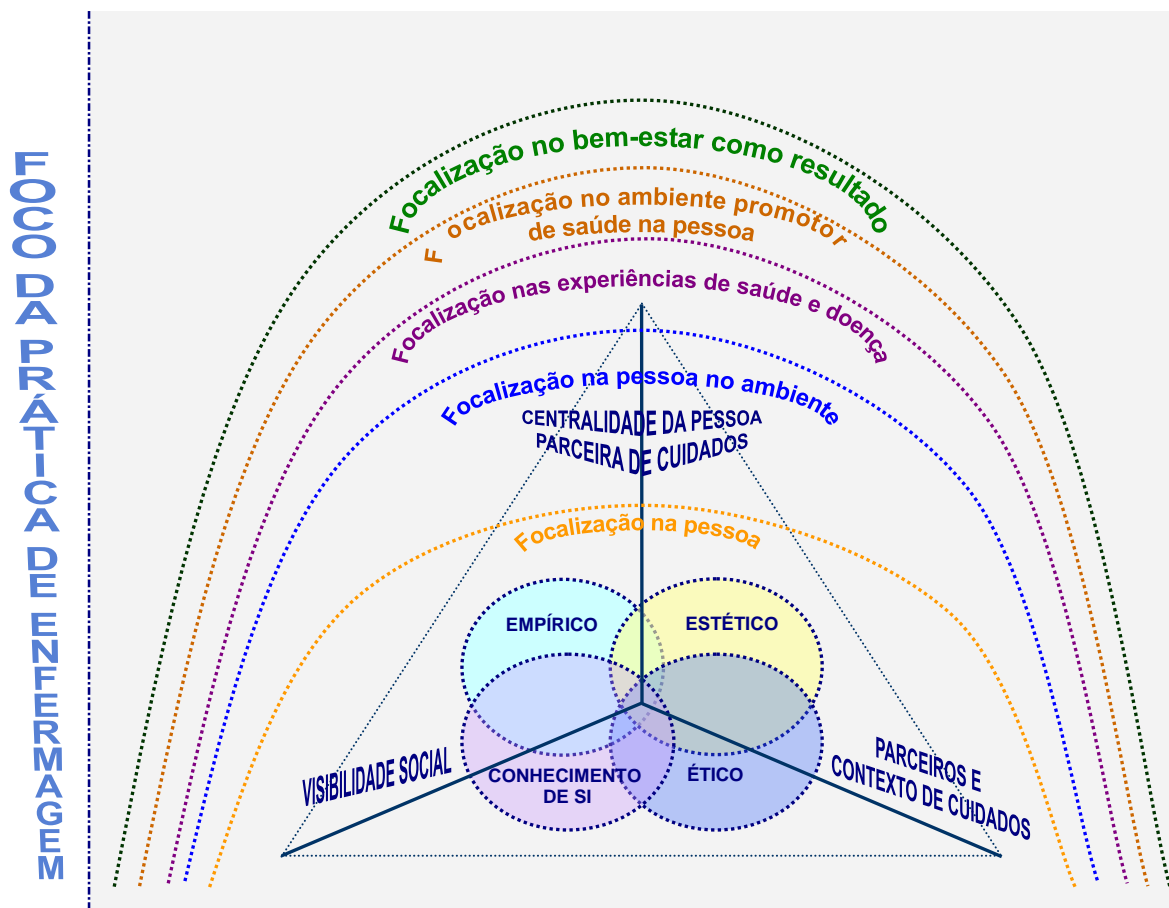 FOCO DA PRÁTICA DE ENFERMAGEM
Focalização no bem-estar como resultado
Focalização no ambiente promotor
de saúde na pessoa
Focalização nas experiências de saúde e doença
Focalização na pessoa no ambiente
CENTRALIDADE DA PESSOA
PARCEIRA DE CUIDADOS
Focalização na pessoa
EMPÍRICO
ESTÉTICO
VISIBILIDADE SOCIAL
CONHECIMENTO
DE SI
ÉTICO
PARCEIROS E
CONTEXTO DE CUIDADOS